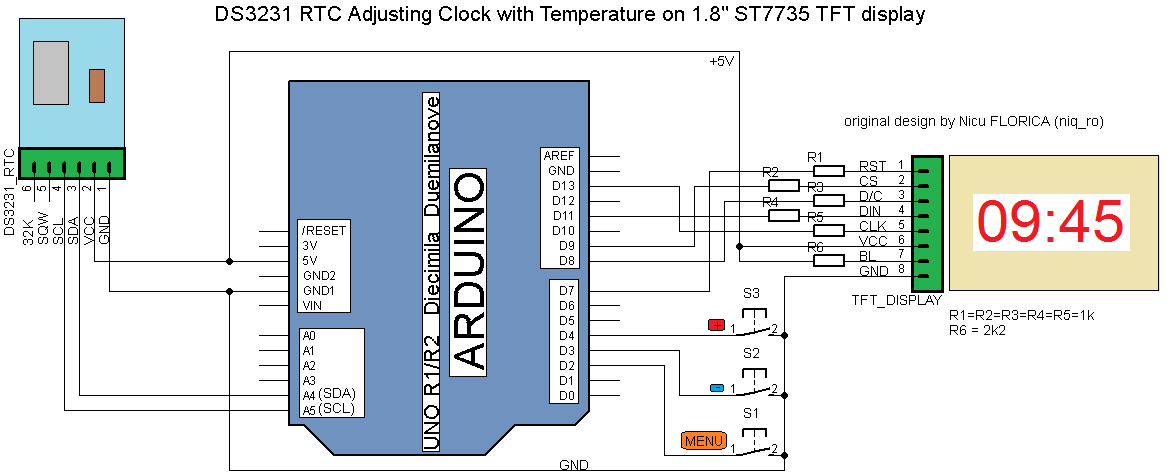 DS3231 RTC Adjusting Clock with Temperature on 1.8" ST7735 TFT display
+5V
original design by Nicu FLORICA (niq_ro)
DS3231_RTC
6 5 4 3 2 1
32K SQW SCL SDA VCC GND
UNO R1/R2 Diecimila Duemilanove
ARDUINO
/RESET
3V
5V
GND2
GND1
VIN
A0
A1
A2
A3
A4 (SDA)
A5 (SCL)
AREF
GND
D13
D12
D11
D10
D9
D8
D7
D6
D5
D4
D3
D2
D1
D0
R1
R2
R3
R4
R5
R6
RST 1
CS 2
D/C 3
DIN 4
CLK 5
VCC 6
BL 7
GND 8
TFT_DISPLAY
09:45
R1=R2=R3=R4=R5=1k
R6 = 2k2
S3
+ 1 2
S2
- 1 2
S1
MENU 1 2
GND